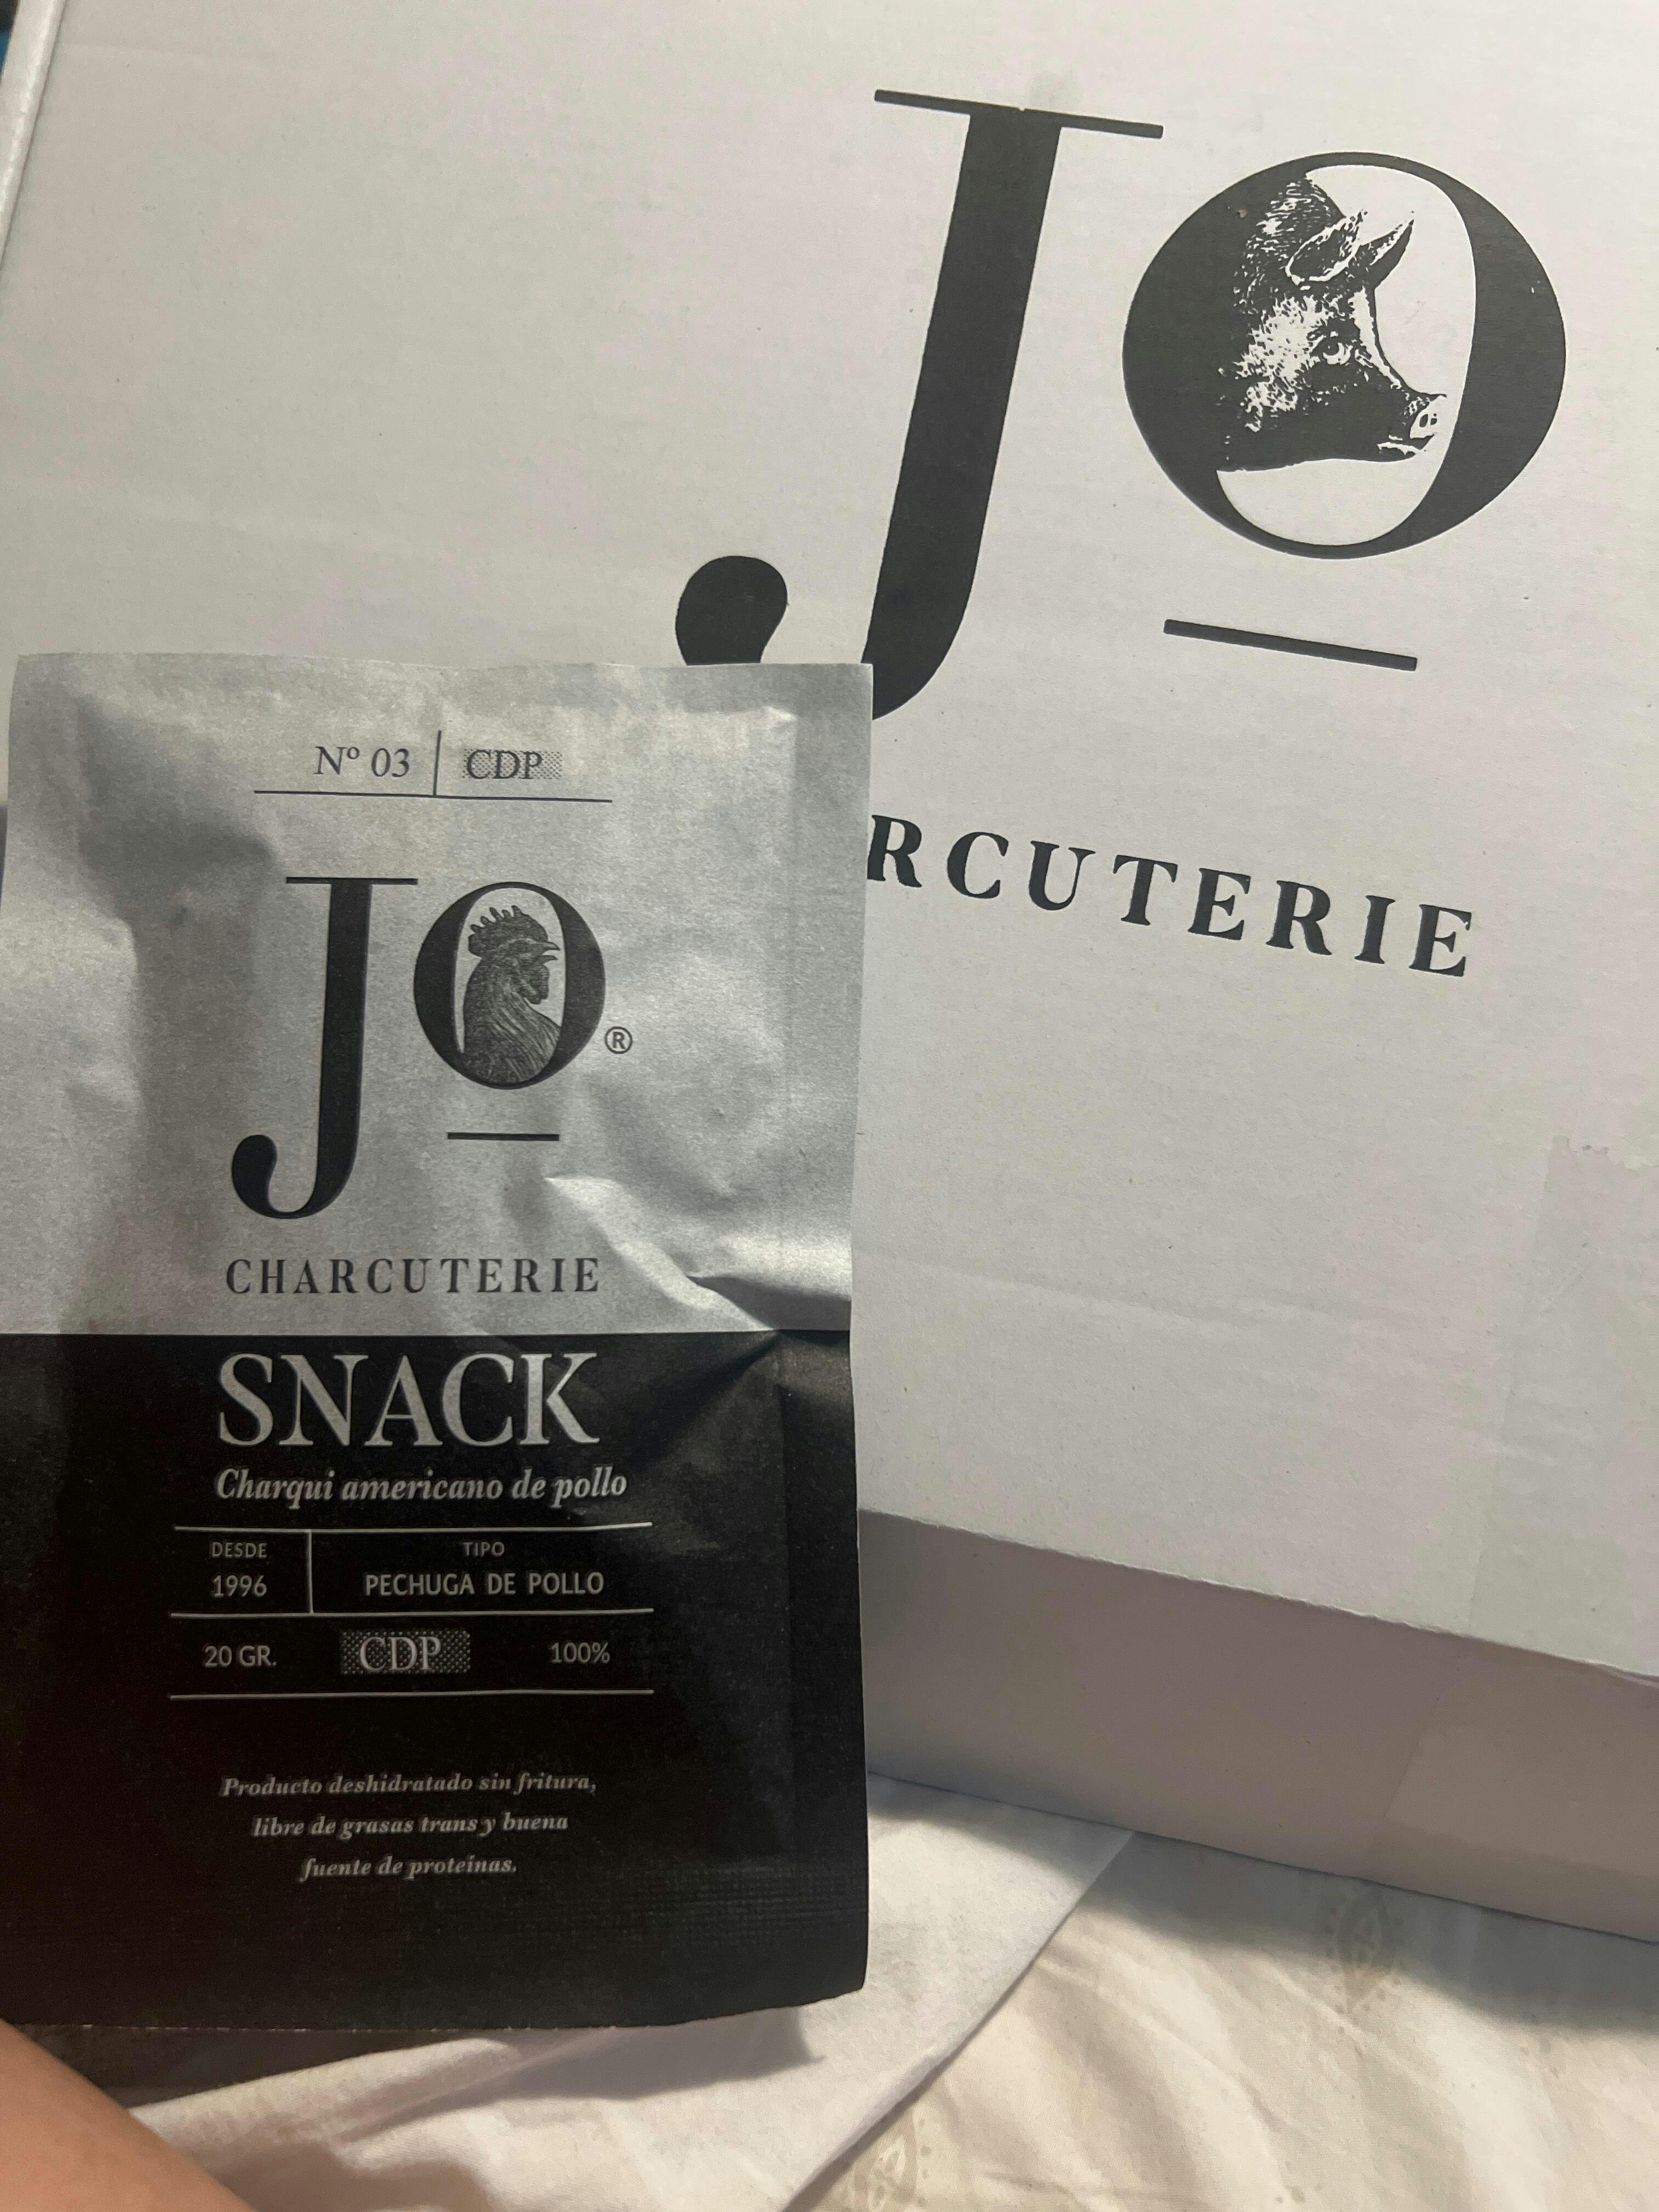 JO
RCUTERIE
Nº 03 CDP
JO®
CHARCUTERIE
SNACK
Charqui americano de pollo
DESDE TIPO
1996 PECHUGA DE POLLO
20 GR. CDP 100%
Producto deshidratado sin fritura,
libre de grasas trans y buena
fuente de proteínas.